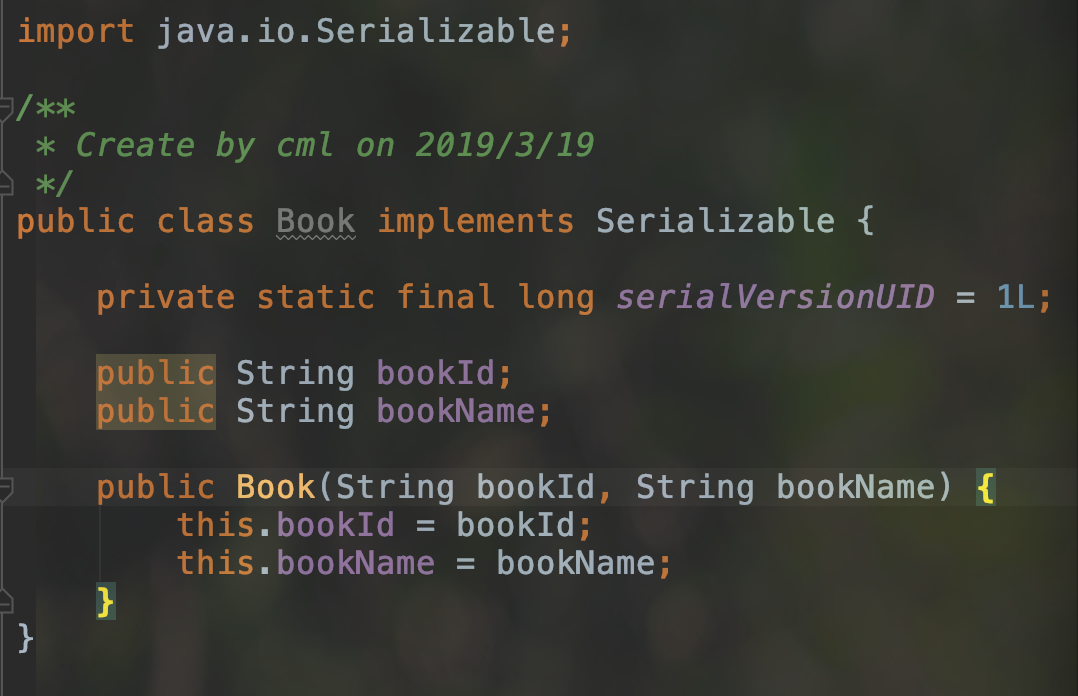 import java.io.Serializable;
/**
 * Create by cml on 2019/3/19
 */
public class Book implements Serializable {
    private static final long serialVersionUID = 1L;
    public String bookId;
    public String bookName;
    public Book(String bookId, String bookName) {
        this.bookId = bookId;
        this.bookName = bookName;
    }
}